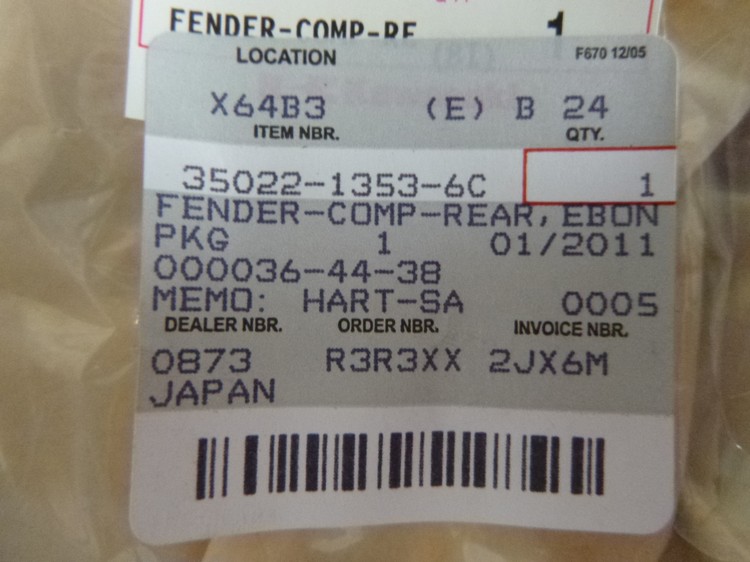 FENDER-COMP-RE 1
LOCATION F670 12/05
X64B3 (E) B 24
ITEM NBR. QTY.
35022-1353-6C 1
FENDER-COMP-REAR, EBON
PKG 1 01/2011
000036-44-38
MEMO: HART-SA 0005
DEALER NBR. ORDER NBR. INVOICE NBR.
0873 R3R3XX 2JX6M
JAPAN